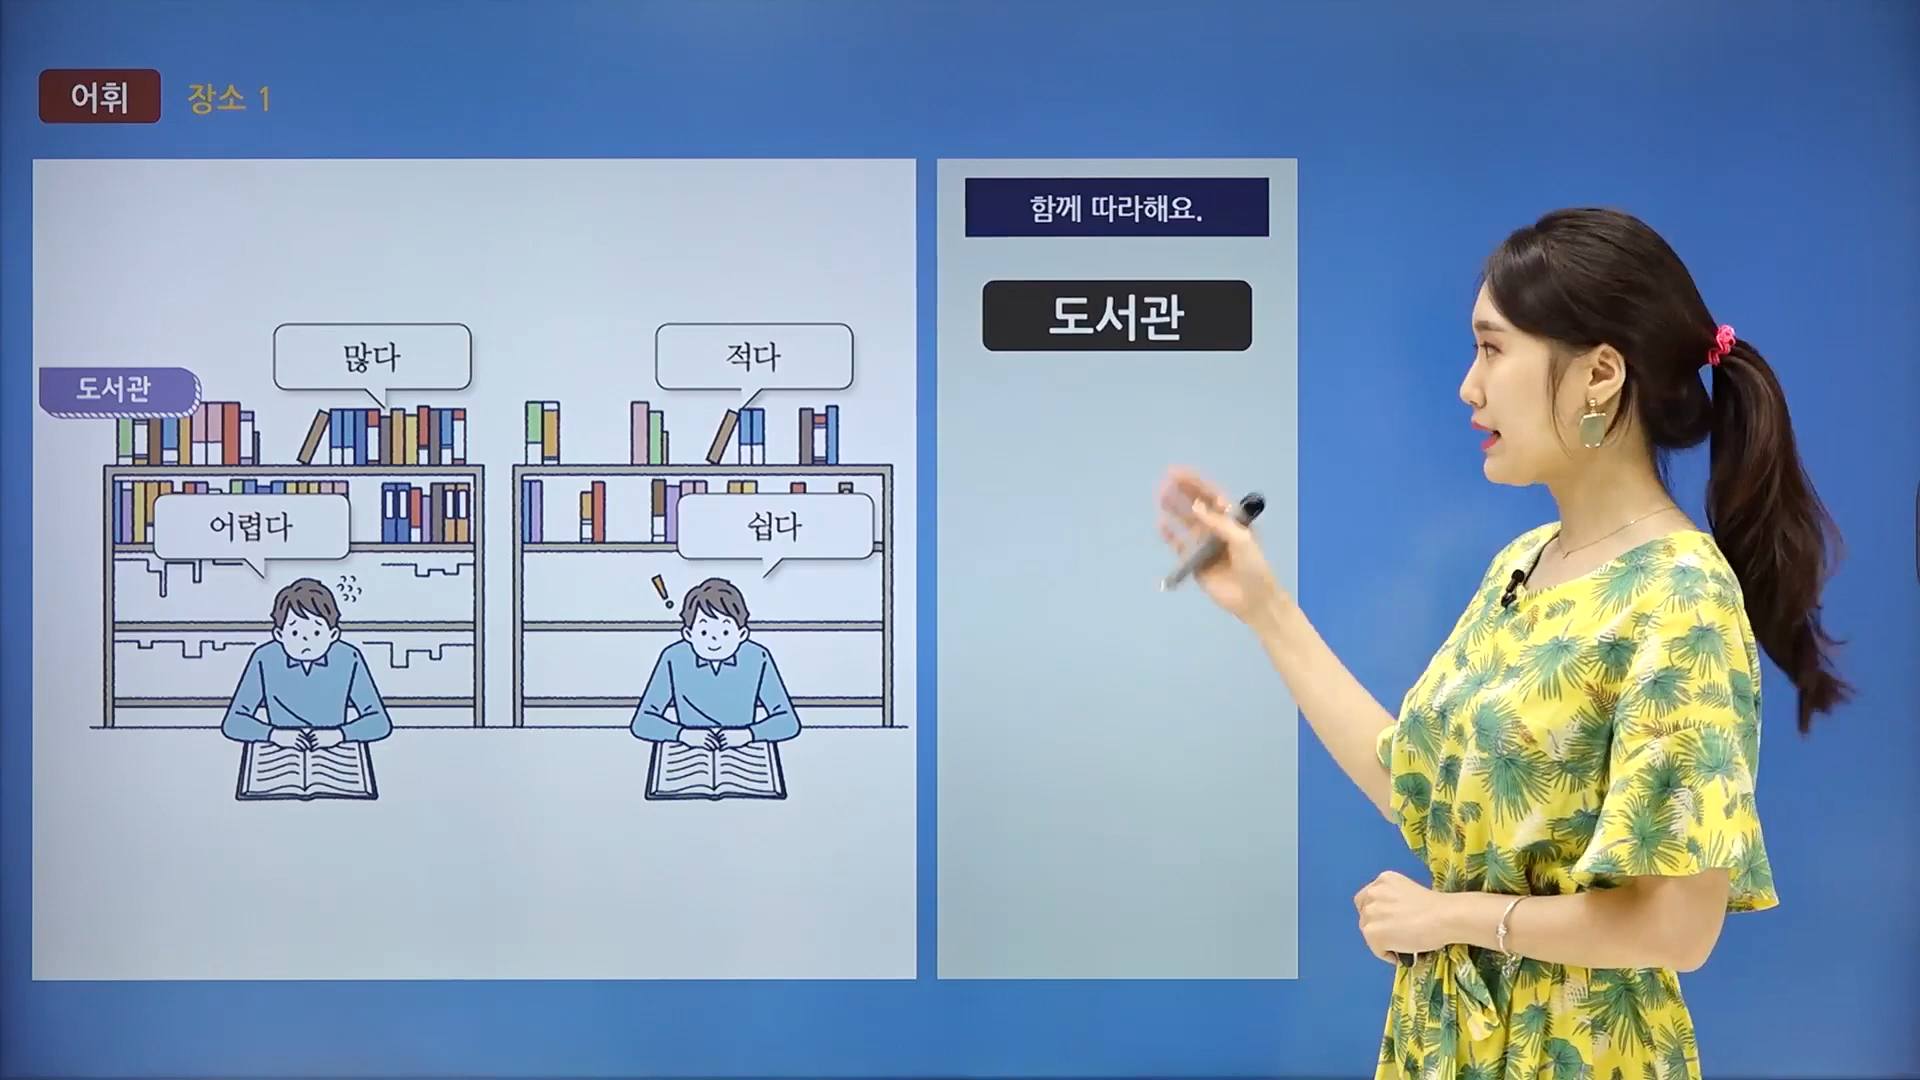 어휘 장소 1
함께 따라해요.
도서관
도서관
많다
적다
어렵다
쉽다